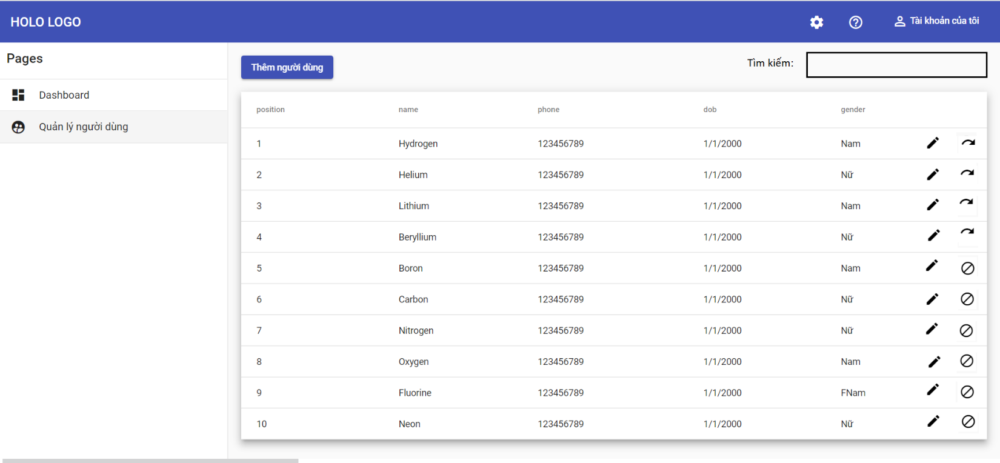 HOLO LOGO
Tài khoản của tôi
Pages
Dashboard
Quản lý người dùng
Thêm người dùng
Tìm kiếm:
position name phone dob gender
1 Hydrogen 123456789 1/1/2000 Nam
2 Helium 123456789 1/1/2000 Nữ
3 Lithium 123456789 1/1/2000 Nam
4 Beryllium 123456789 1/1/2000 Nữ
5 Boron 123456789 1/1/2000 Nam
6 Carbon 123456789 1/1/2000 Nữ
7 Nitrogen 123456789 1/1/2000 Nữ
8 Oxygen 123456789 1/1/2000 Nam
9 Fluorine 123456789 1/1/2000 FNam
10 Neon 123456789 1/1/2000 Nữ